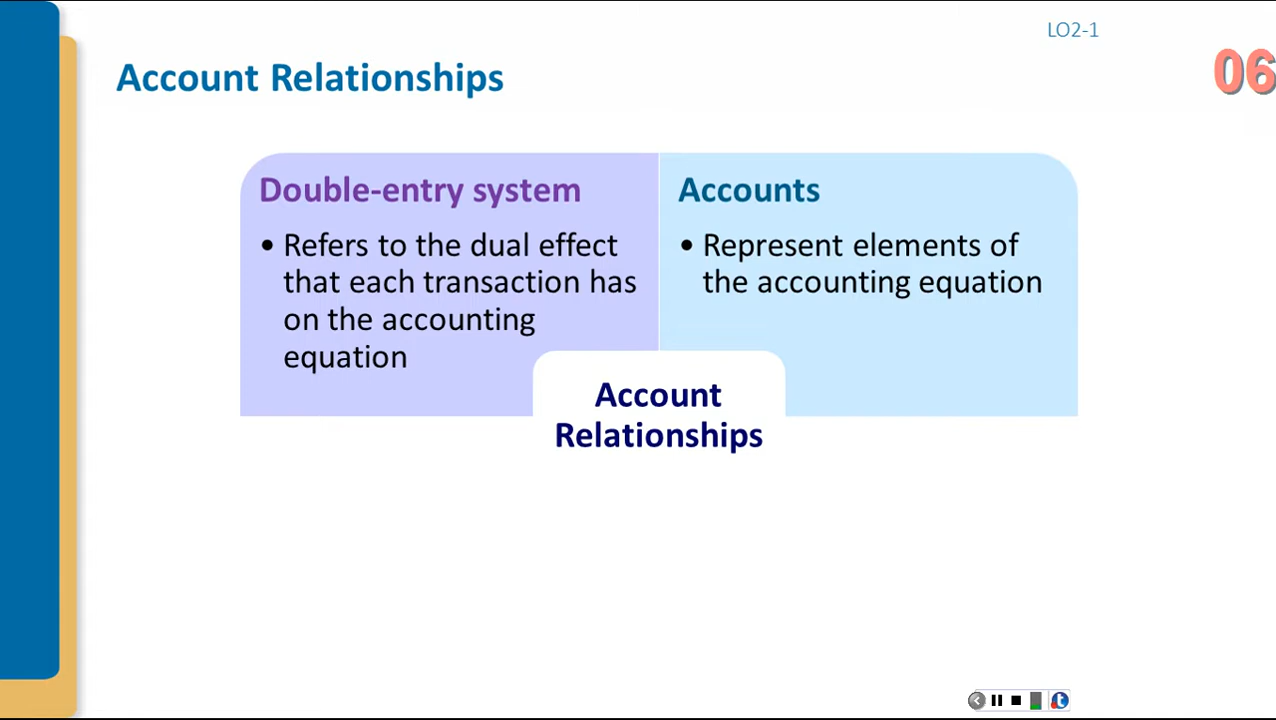 LO2-1
Account Relationships
06
Double-entry system
• Refers to the dual effect
that each transaction has
on the accounting
equation
Accounts
• Represent elements of
the accounting equation
Account
Relationships
t